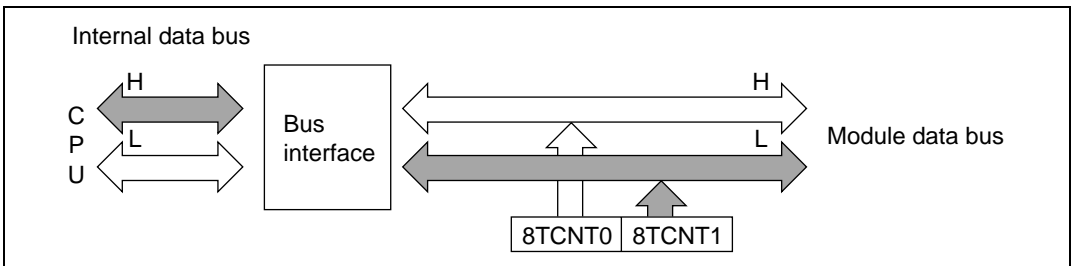 Internal data bus
H
H
C
P
U
L
L
Bus
interface
Module data bus
8TCNT0
8TCNT1